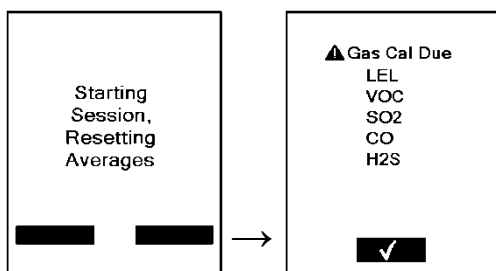 Starting
Session,
Resetting
Averages
Gas Cal Due
LEL
VOC
SO2
CO
H2S